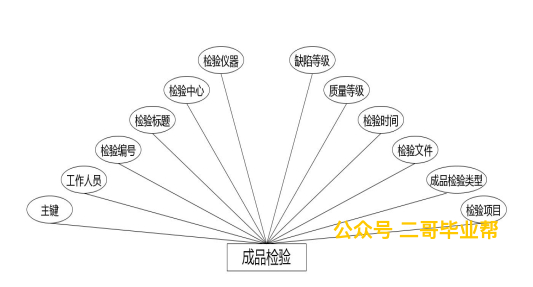 检验仪器
缺陷等级
检验中心
质量等级
检验标题
检验时间
检验编号
检验文件
工作人员
成品检验类型
主键
检验项目
公众号 二哥毕业帮
成品检验